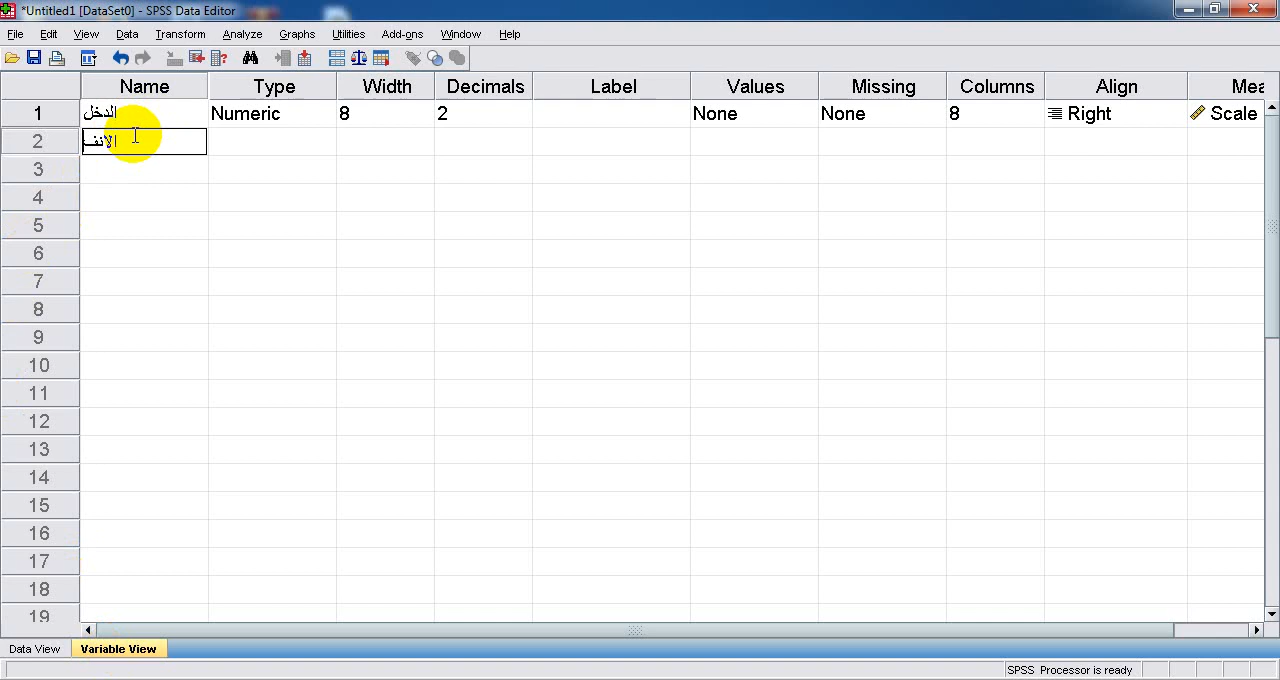 *Untitled1 [DataSet0] - SPSS Data Editor
File Edit View Data Transform Analyze Graphs Utilities Add-ons Window Help
Name Type Width Decimals Label Values Missing Columns Align Mea
1 الدخل Numeric 8 2 None None 8 Right Scale
2 الانف
3
4
5
6
7
8
9
10
11
12
13
14
15
16
17
18
19
Data View Variable View
SPSS Processor is ready